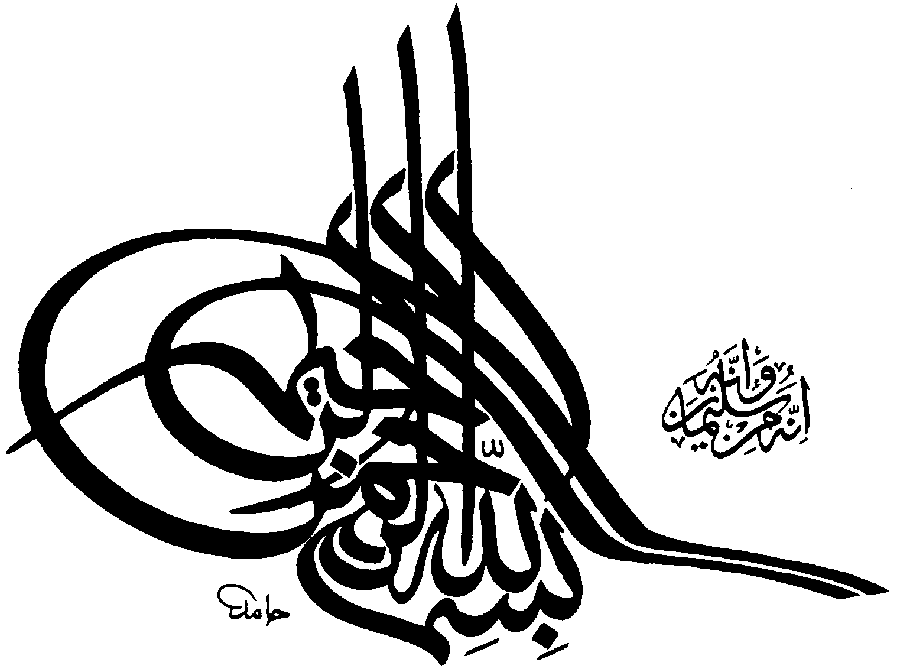 إنه من سليمان وإنه
بسم الله الرحمن الرحيم
حامد